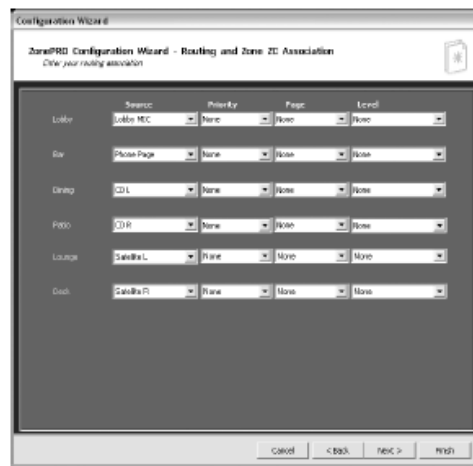 Configuration Wizard
ZonePRO Configuration Wizard - Routing and Zone ZC Association
Enter your routing association
Source Priority Page Level
Lobby Lobby MIC None None None
Bar Phone Page None None None
Dining CD L None None None
Patio CD R None None None
Lounge Satellite L None None None
Deck Satellite R None None None
Cancel < Back Next > Finish